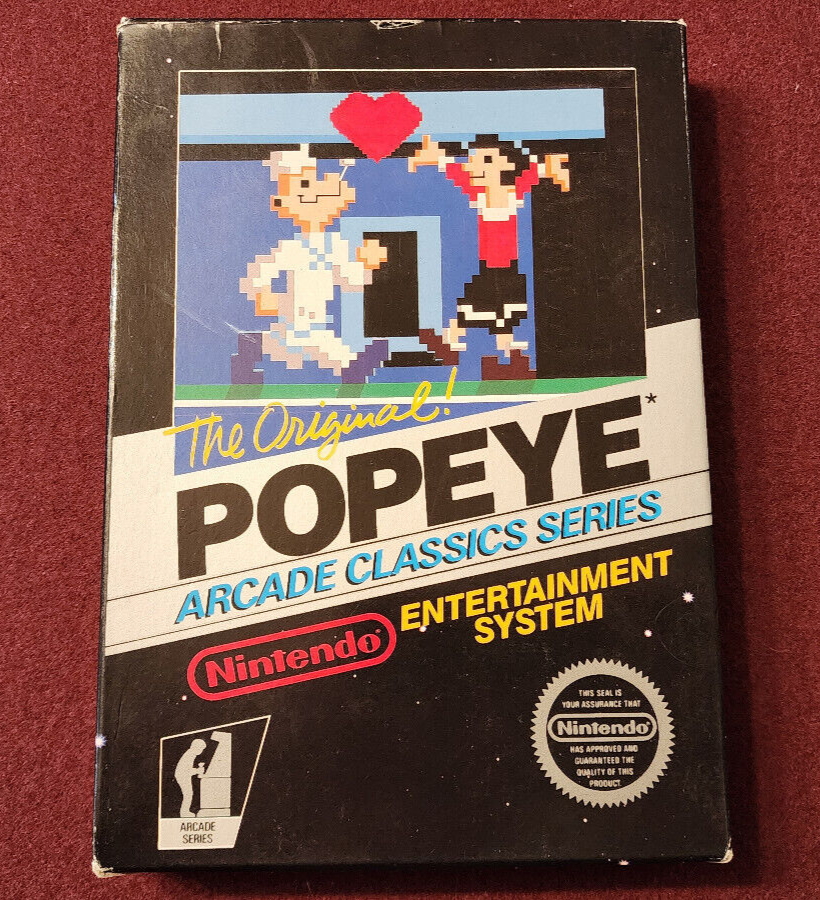 The Original!
POPEYE*
ARCADE CLASSICS SERIES
Nintendo®
ENTERTAINMENT
SYSTEM
THIS SEAL IS
YOUR ASSURANCE THAT
Nintendo®
HAS APPROVED AND
GUARANTEED THE
QUALITY OF THIS
PRODUCT.
ARCADE
SERIES